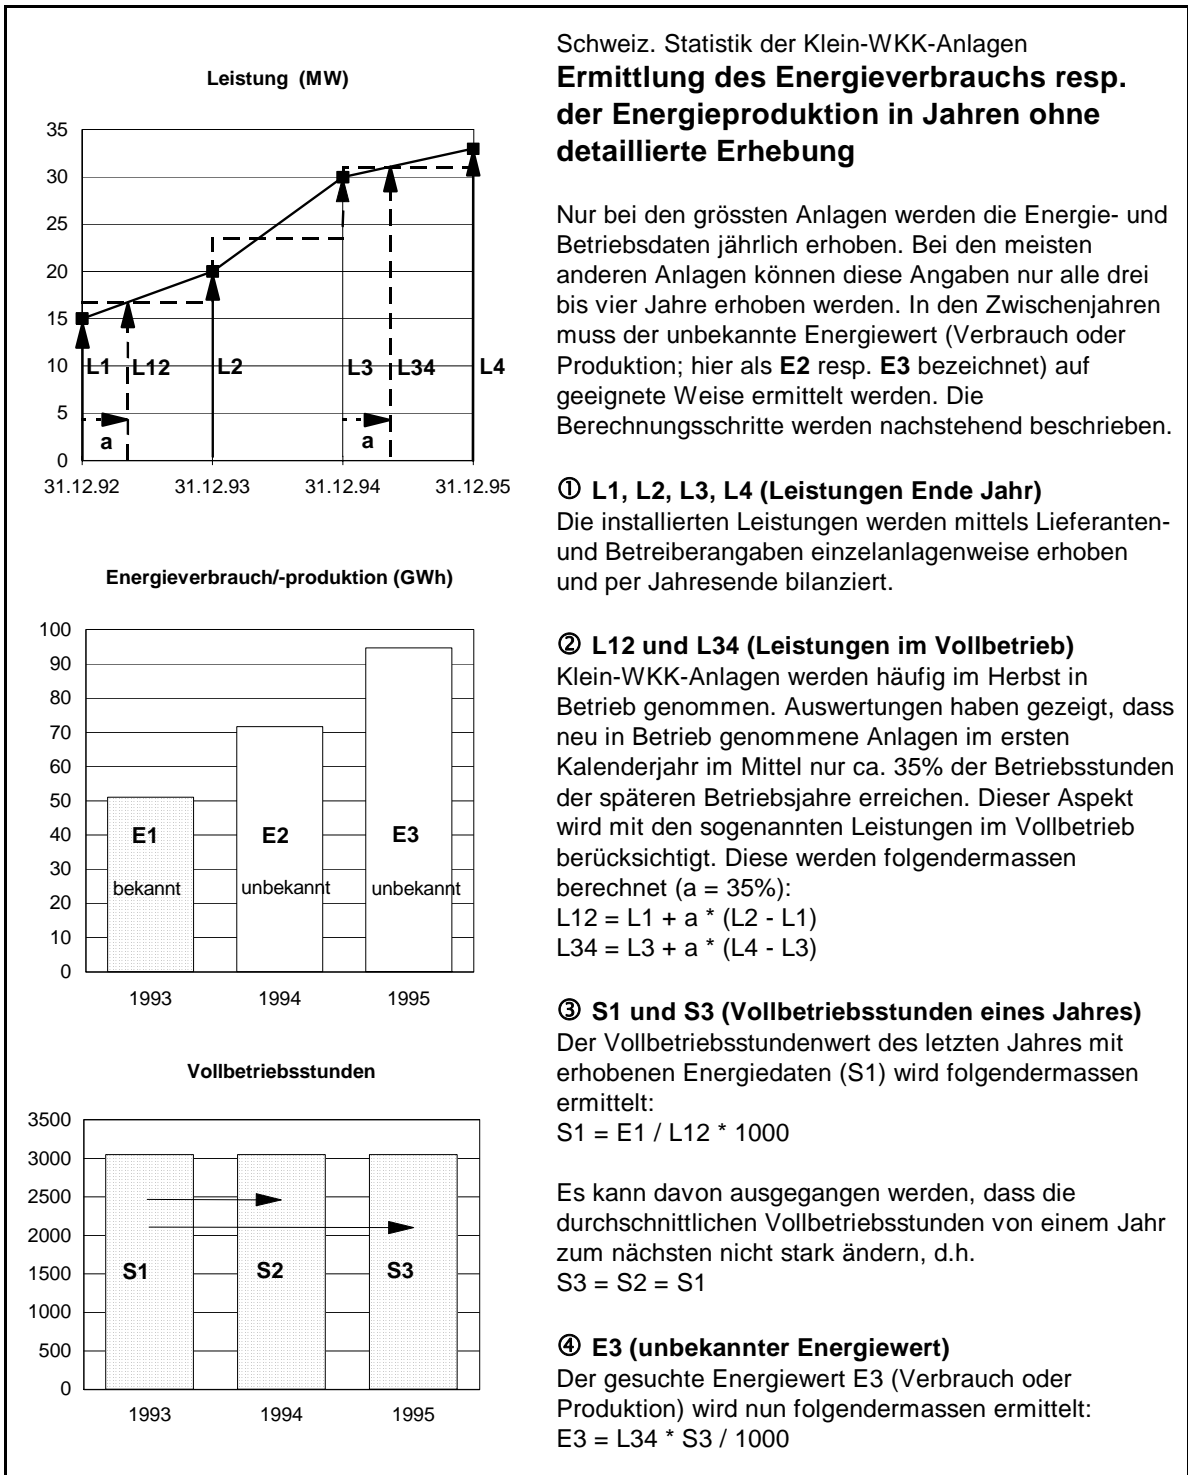 Schweiz. Statistik der Klein-WKK-Anlagen
Ermittlung des Energieverbrauchs resp.
der Energieproduktion in Jahren ohne
detaillierte Erhebung
Nur bei den grössten Anlagen werden die Energie- und
Betriebsdaten jährlich erhoben. Bei den meisten
anderen Anlagen können diese Angaben nur alle drei
bis vier Jahre erhoben werden. In den Zwischenjahren
muss der unbekannte Energiewert (Verbrauch oder
Produktion; hier als E2 resp. E3 bezeichnet) auf
geeignete Weise ermittelt werden. Die
Berechnungsschritte werden nachstehend beschrieben.
① L1, L2, L3, L4 (Leistungen Ende Jahr)
Die installierten Leistungen werden mittels Lieferanten-
und Betreiberangaben einzelanlagenweise erhoben
und per Jahresende bilanziert.
② L12 und L34 (Leistungen im Vollbetrieb)
Klein-WKK-Anlagen werden häufig im Herbst in
Betrieb genommen. Auswertungen haben gezeigt, dass
neu in Betrieb genommene Anlagen im ersten
Kalenderjahr im Mittel nur ca. 35% der Betriebsstunden
der späteren Betriebsjahre erreichen. Dieser Aspekt
wird mit den sogenannten Leistungen im Vollbetrieb
berücksichtigt. Diese werden folgendermassen
berechnet (a = 35%):
L12 = L1 + a * (L2 - L1)
L34 = L3 + a * (L4 - L3)
③ S1 und S3 (Vollbetriebsstunden eines Jahres)
Der Vollbetriebsstundenwert des letzten Jahres mit
erhobenen Energiedaten (S1) wird folgendermassen
ermittelt:
S1 = E1 / L12 * 1000
Es kann davon ausgegangen werden, dass die
durchschnittlichen Vollbetriebsstunden von einem Jahr
zum nächsten nicht stark ändern, d.h.
S3 = S2 = S1
④ E3 (unbekannter Energiewert)
Der gesuchte Energiewert E3 (Verbrauch oder
Produktion) wird nun folgendermassen ermittelt:
E3 = L34 * S3 / 1000
Leistung (MW)
35
30
25
20
15
10
5
0
L1 L12 L2 L3 L34 L4
a a
31.12.92 31.12.93 31.12.94 31.12.95
Energieverbrauch/-produktion (GWh)
100
90
80
70
60
50
40
30
20
10
0
E1 E2 E3
bekannt unbekannt unbekannt
1993 1994 1995
Vollbetriebsstunden
3500
3000
2500
2000
1500
1000
500
0
S1 S2 S3
1993 1994 1995